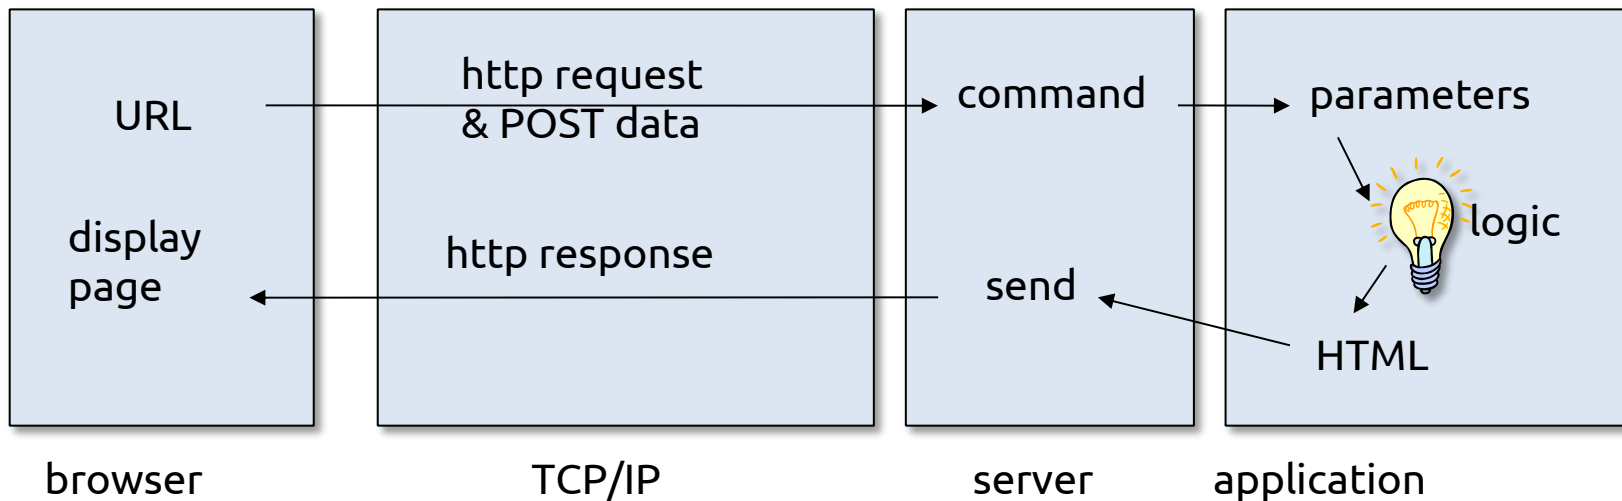 URL
display
page
http request
& POST data
http response
command
send
parameters
logic
HTML
browser
TCP/IP
server
application